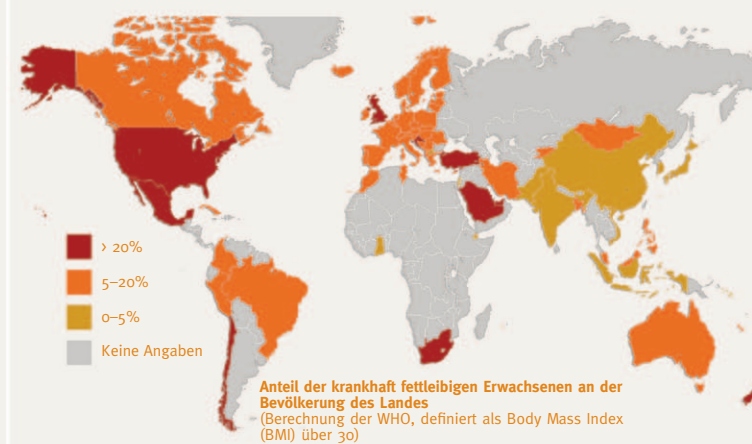 › 20%
5–20%
0–5%
Keine Angaben
Anteil der krankhaft fettleibigen Erwachsenen an der
Bevölkerung des Landes
(Berechnung der WHO, definiert als Body Mass Index
(BMI) über 30)